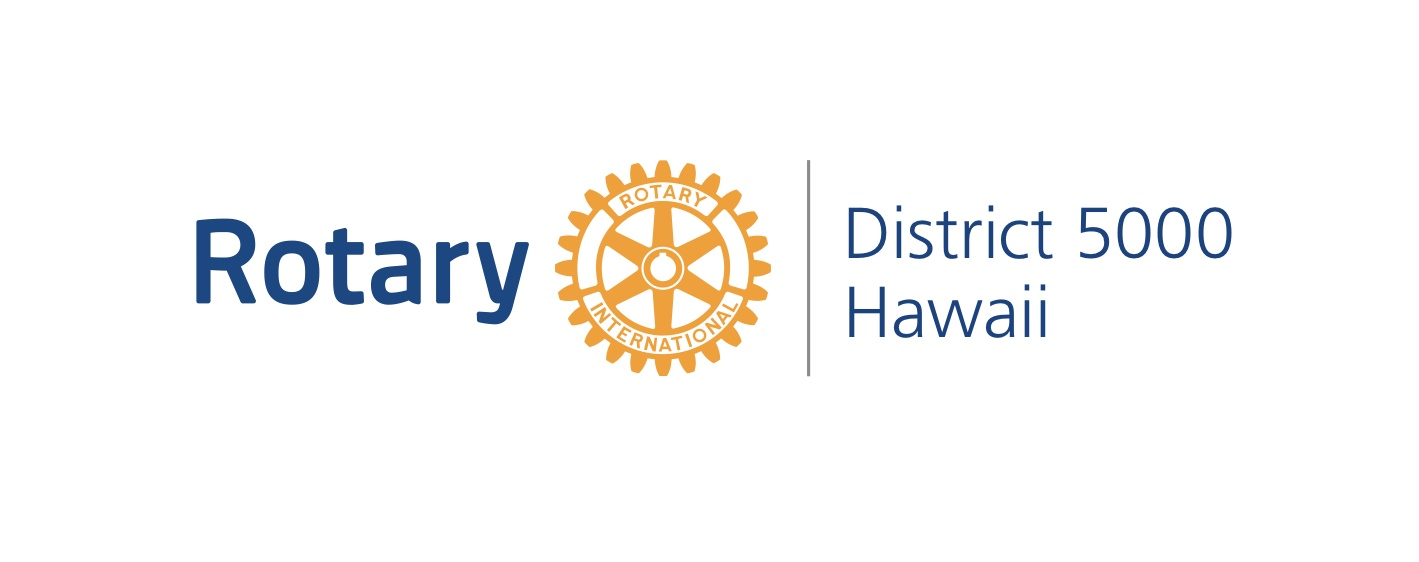 Rotary
ROTARY
INTERNATIONAL
District 5000
Hawaii